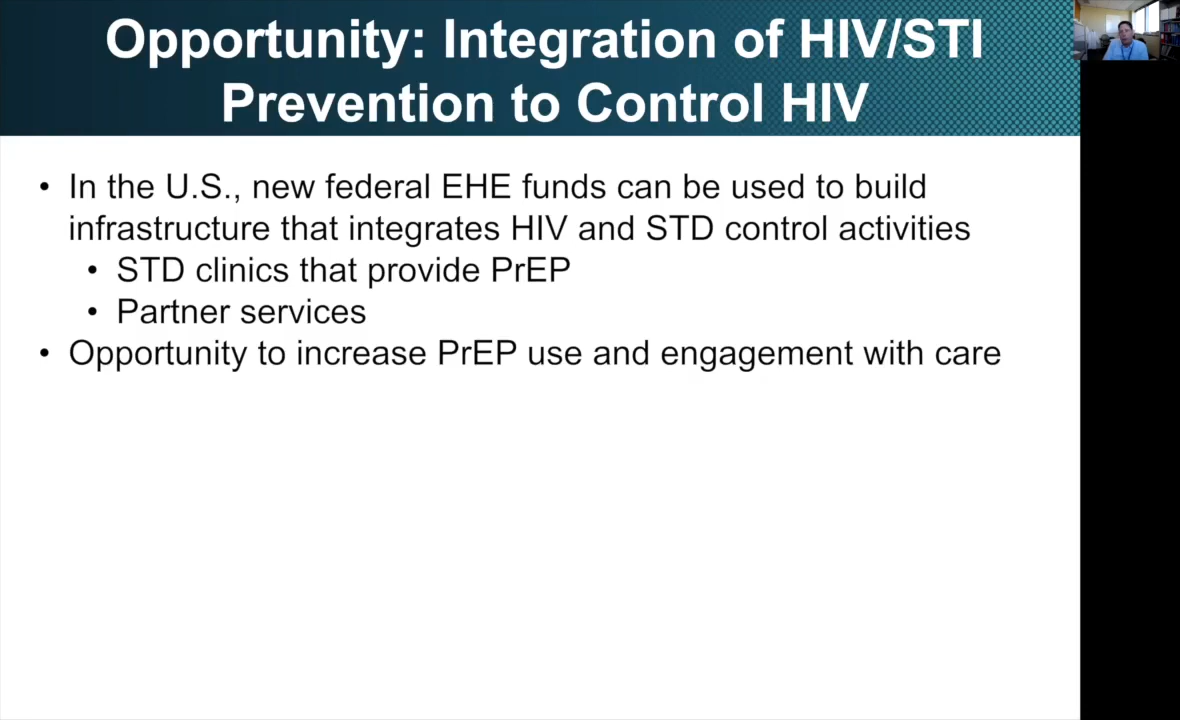 Opportunity: Integration of HIV/STI
Prevention to Control HIV
• In the U.S., new federal EHE funds can be used to build
infrastructure that integrates HIV and STD control activities
• STD clinics that provide PrEP
• Partner services
• Opportunity to increase PrEP use and engagement with care